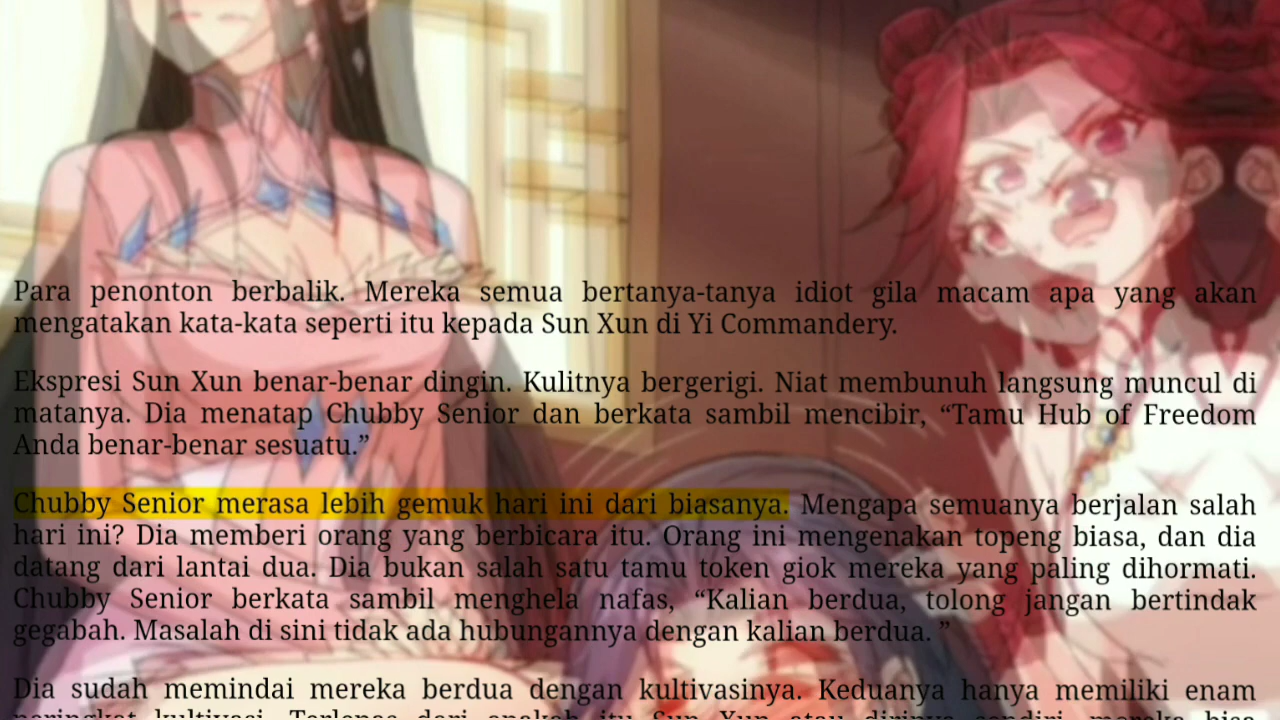 Para penonton berbalik. Mereka semua bertanya-tanya idiot gila macam apa yang akan
mengatakan kata-kata seperti itu kepada Sun Xun di Yi Commandery.
Ekspresi Sun Xun benar-benar dingin. Kulitnya bergerigi. Niat membunuh langsung muncul di
matanya. Dia menatap Chubby Senior dan berkata sambil mencibir, “Tamu Hub of Freedom
Anda benar-benar sesuatu.”
Chubby Senior merasa lebih gemuk hari ini dari biasanya. Mengapa semuanya berjalan salah
hari ini? Dia memberi orang yang berbicara itu. Orang ini mengenakan topeng biasa, dan dia
datang dari lantai dua. Dia bukan salah satu tamu token giok mereka yang paling dihormati.
Chubby Senior berkata sambil menghela nafas, “Kalian berdua, tolong jangan bertindak
gegabah. Masalah di sini tidak ada hubungannya dengan kalian berdua. ”
Dia sudah memindai mereka berdua dengan kultivasinya. Keduanya hanya memiliki enam